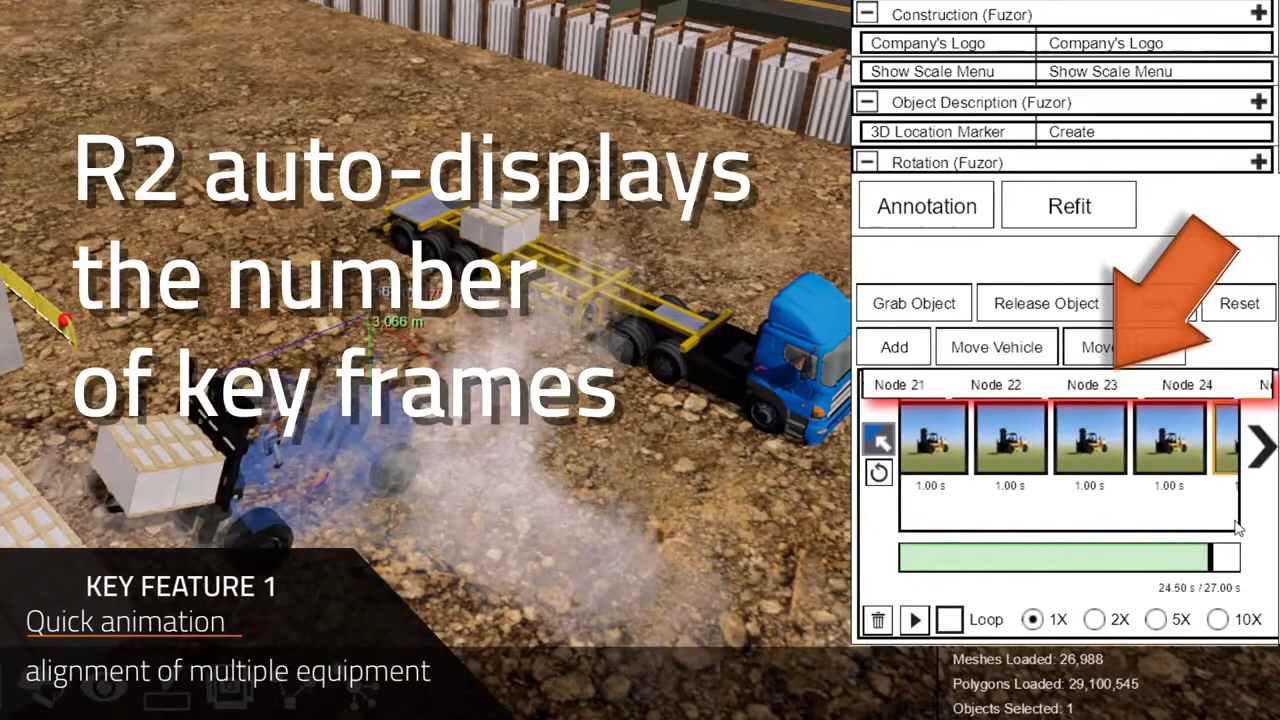 R2 auto-displays
the number
of key frames
3.066 m
KEY FEATURE 1
Quick animation
alignment of multiple equipment
Construction (Fuzor)
Company's Logo Company's Logo
Show Scale Menu Show Scale Menu
Object Description (Fuzor)
3D Location Marker Create
Rotation (Fuzor)
Annotation Refit
Grab Object Release Object Reset
Add Move Vehicle
Node 21 Node 22 Node 23 Node 24
1.00 s 1.00 s 1.00 s 1.00 s
24.50 s / 27.00 s
Loop 1X 2X 5X 10X
Meshes Loaded: 26,988
Polygons Loaded: 29,100,545
Objects Selected: 1